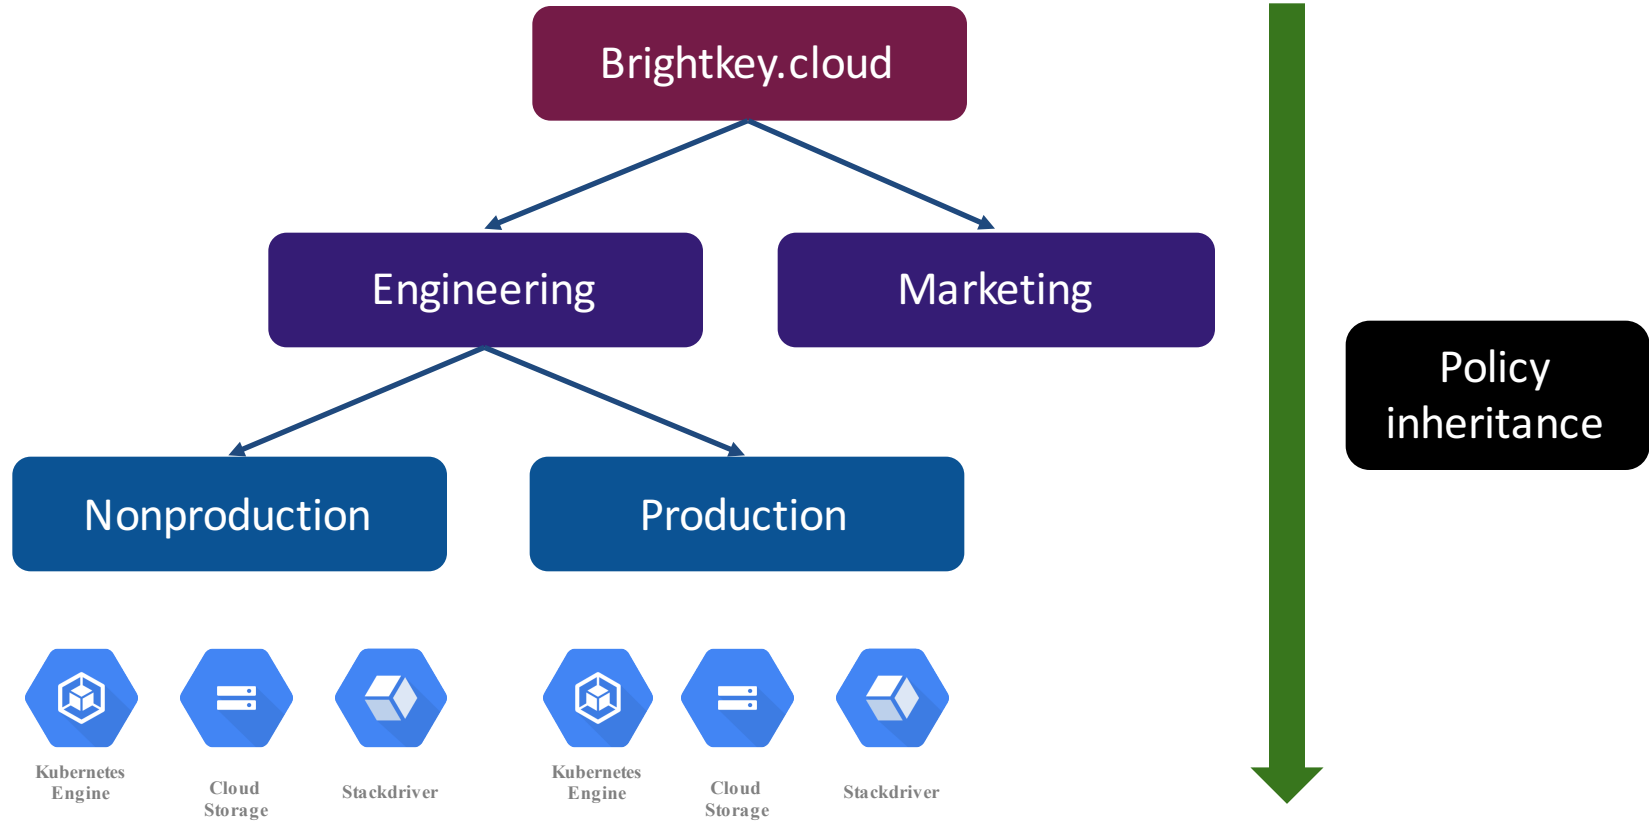 Brightkey.cloud
Engineering
Marketing
Policy
inheritance
Nonproduction
Production
Kubernetes
Engine
Cloud
Storage
Stackdriver
Kubernetes
Engine
Cloud
Storage
Stackdriver